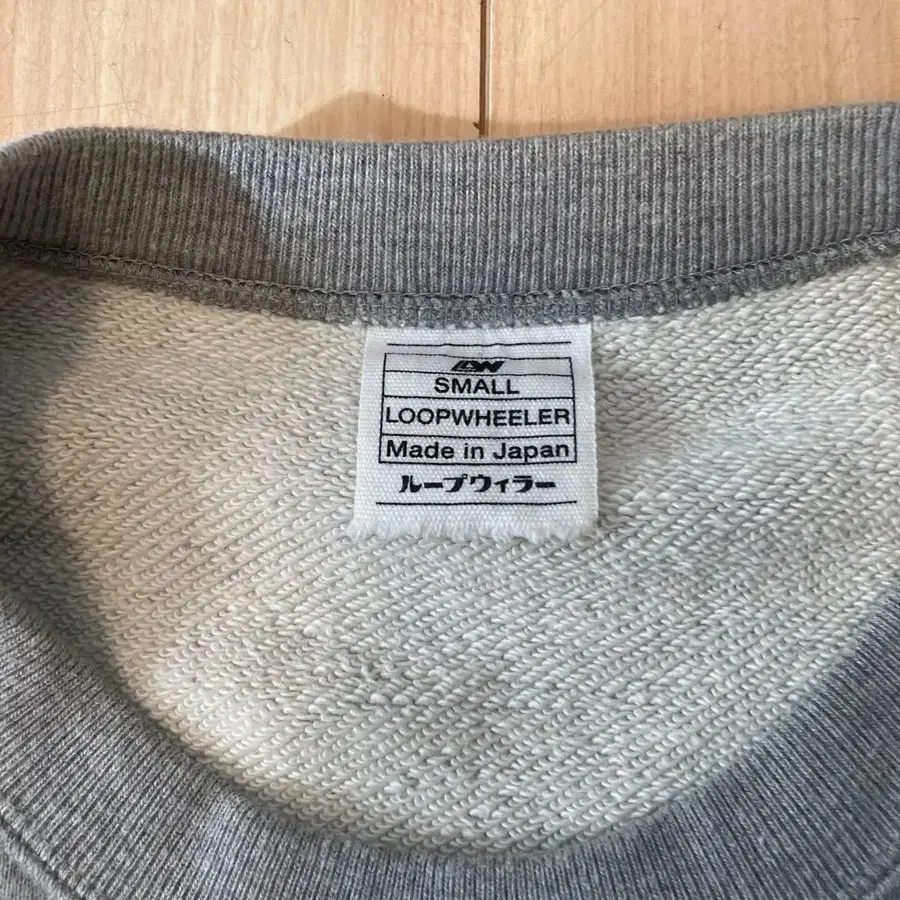 LW
SMALL
LOOPWHEELER
Made in Japan
ループウィラー